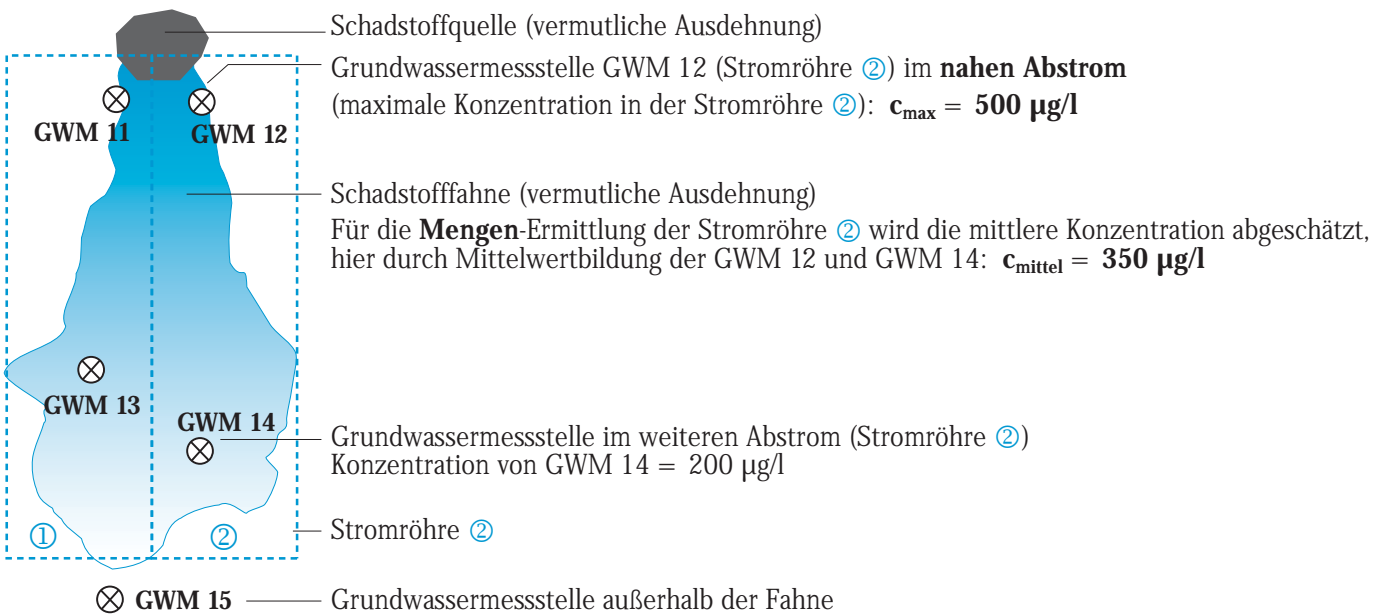 Schadstoffquelle (vermutliche Ausdehnung)
Grundwassermessstelle GWM 12 (Stromröhre ②) im nahen Abstrom
(maximale Konzentration in der Stromröhre ②): cmax = 500 µg/l
GWM 11
GWM 12
Schadstofffahne (vermutliche Ausdehnung)
Für die Mengen-Ermittlung der Stromröhre ② wird die mittlere Konzentration abgeschätzt,
hier durch Mittelwertbildung der GWM 12 und GWM 14: cmittel = 350 µg/l
GWM 13
GWM 14
Grundwassermessstelle im weiteren Abstrom (Stromröhre ②)
Konzentration von GWM 14 = 200 µg/l
①
②
Stromröhre ②
GWM 15
Grundwassermessstelle außerhalb der Fahne